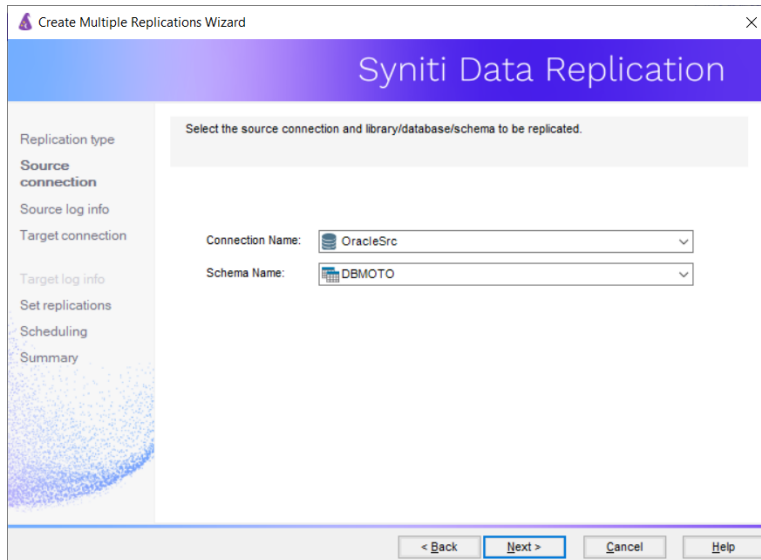 Create Multiple Replications Wizard
Syniti Data Replication
Replication type
Source
connection
Source log info
Target connection
Target log info
Set replications
Scheduling
Summary
Select the source connection and library/database/schema to be replicated.
Connection Name: OracleSrc
Schema Name: DBMOTO
< Back Next > Cancel Help